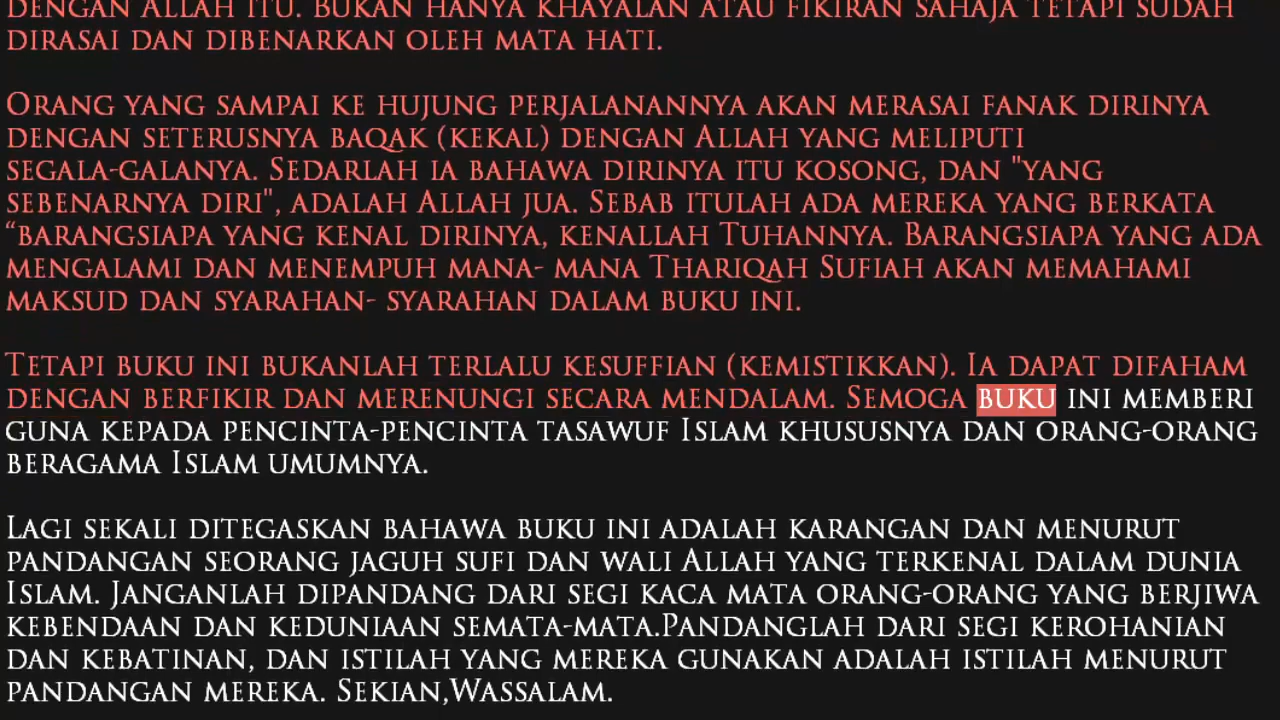 DENGAN ALLAH ITU. BUKAN HANYA KHAYALAN ATAU FIKIRAN SAHAJA TETAPI SUDAH
DIRASAI DAN DIBENARKAN OLEH MATA HATI.
ORANG YANG SAMPAI KE HUJUNG PERJALANANNYA AKAN MERASAI FANAK DIRINYA
DENGAN SETERUSNYA BAQAK (KEKAL) DENGAN ALLAH YANG MELIPUTI
SEGALA-GALANYA. SEDARLAH IA BAHAWA DIRINYA ITU KOSONG, DAN "YANG
SEBENARNYA DIRI", ADALAH ALLAH JUA. SEBAB ITULAH ADA MEREKA YANG BERKATA
“BARANGSIAPA YANG KENAL DIRINYA, KENALLAH TUHANNYA. BARANGSIAPA YANG ADA
MENGALAMI DAN MENEMPUH MANA- MANA THARIQAH SUFIAH AKAN MEMAHAMI
MAKSUD DAN SYARAHAN- SYARAHAN DALAM BUKU INI.
TETAPI BUKU INI BUKANLAH TERLALU KESUFFIAN (KEMISTIKKAN). IA DAPAT DIFAHAM
DENGAN BERFIKIR DAN MERENUNGI SECARA MENDALAM. SEMOGA BUKU INI MEMBERI
GUNA KEPADA PENCINTA-PENCINTA TASAWUF ISLAM KHUSUSNYA DAN ORANG-ORANG
BERAGAMA ISLAM UMUMNYA.
LAGI SEKALI DITEGASKAN BAHAWA BUKU INI ADALAH KARANGAN DAN MENURUT
PANDANGAN SEORANG JAGUH SUFI DAN WALI ALLAH YANG TERKENAL DALAM DUNIA
ISLAM. JANGANLAH DIPANDANG DARI SEGI KACA MATA ORANG-ORANG YANG BERJIWA
KEBENDAAN DAN KEDUNIAAN SEMATA-MATA.PANDANGLAH DARI SEGI KEROHANIAN
DAN KEBATINAN, DAN ISTILAH YANG MEREKA GUNAKAN ADALAH ISTILAH MENURUT
PANDANGAN MEREKA. SEKIAN,WASSALAM.